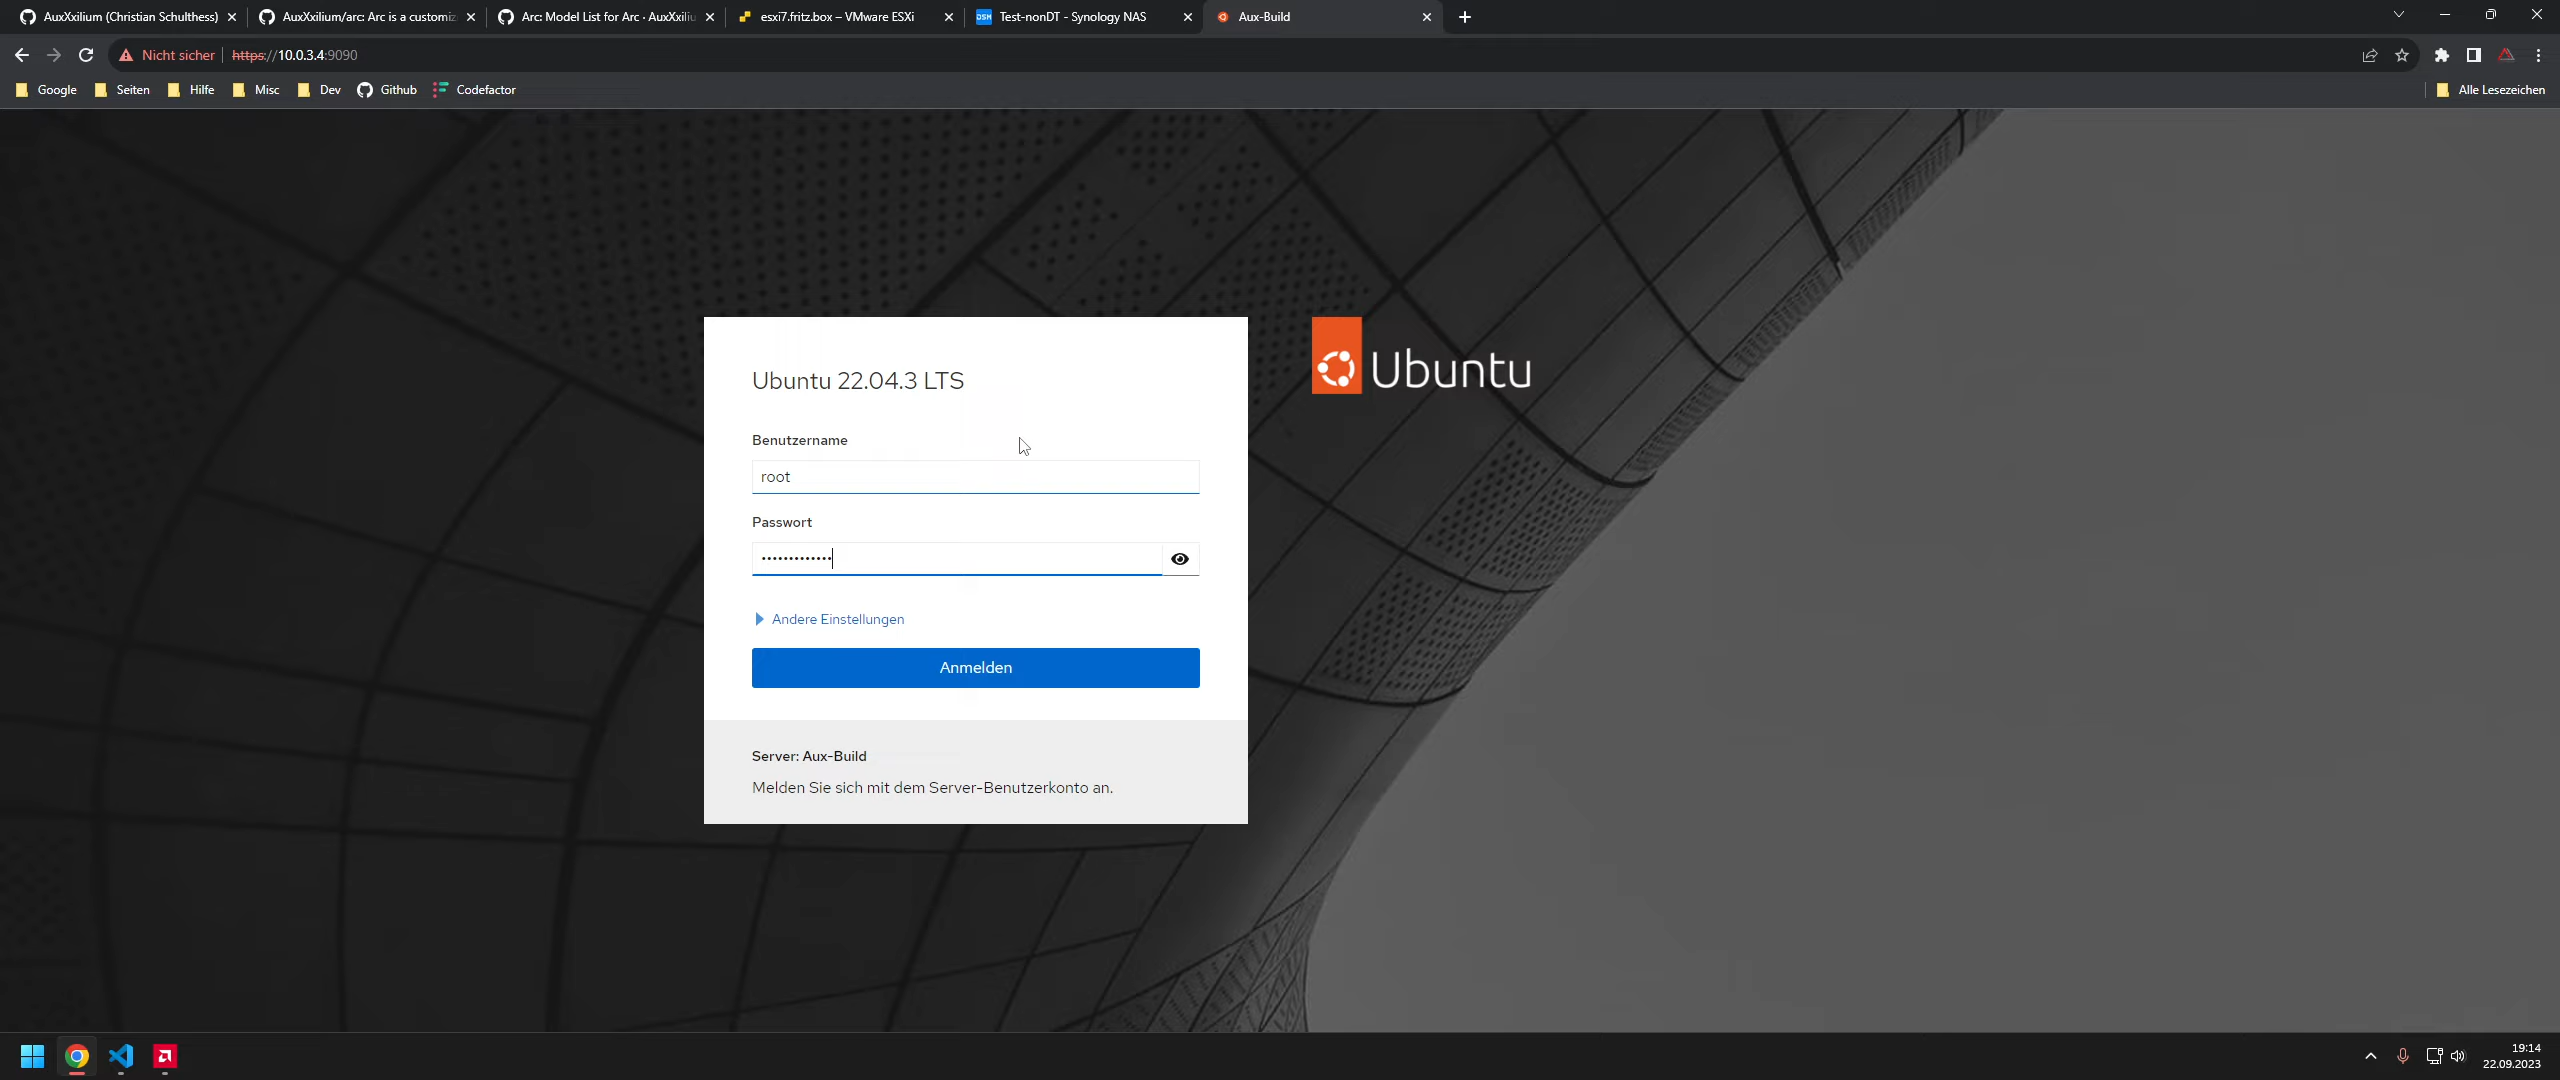 AuxXxilium (Christian Schulthess)
AuxXxilium/arc: Arc is a customiz
Arc: Model List for Arc · AuxXxiliu
esxi7.fritz.box – VMware ESXi
DSM
Test-nonDT - Synology NAS
Aux-Build
Nicht sicher
https://10.0.3.4:9090
Google
Seiten
Hilfe
Misc
Dev
Github
Codefactor
Alle Lesezeichen
Ubuntu 22.04.3 LTS
Ubuntu
Benutzername
root
Passwort
Andere Einstellungen
Anmelden
Server: Aux-Build
Melden Sie sich mit dem Server-Benutzerkonto an.
19:14
22.09.2023